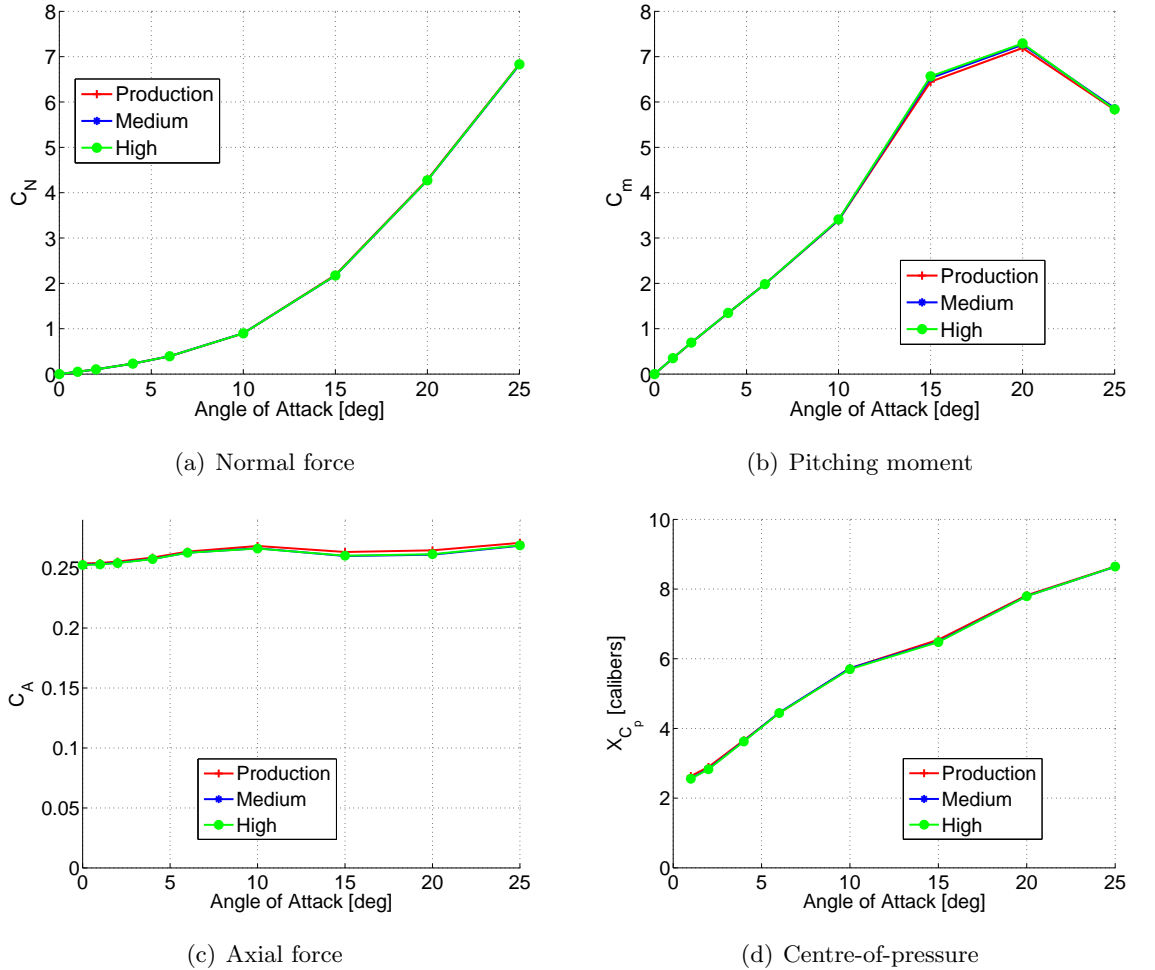 8
7
6
5
4
3
2
1
0
C_N
Production
Medium
High
0 5 10 15 20 25
Angle of Attack [deg]
(a) Normal force
8
7
6
5
4
3
2
1
0
C_m
Production
Medium
High
0 5 10 15 20 25
Angle of Attack [deg]
(b) Pitching moment
0.25
0.2
0.15
0.1
0.05
0
C_A
Production
Medium
High
0 5 10 15 20 25
Angle of Attack [deg]
(c) Axial force
10
8
6
4
2
0
X_{C_p} [calibers]
Production
Medium
High
0 5 10 15 20 25
Angle of Attack [deg]
(d) Centre-of-pressure